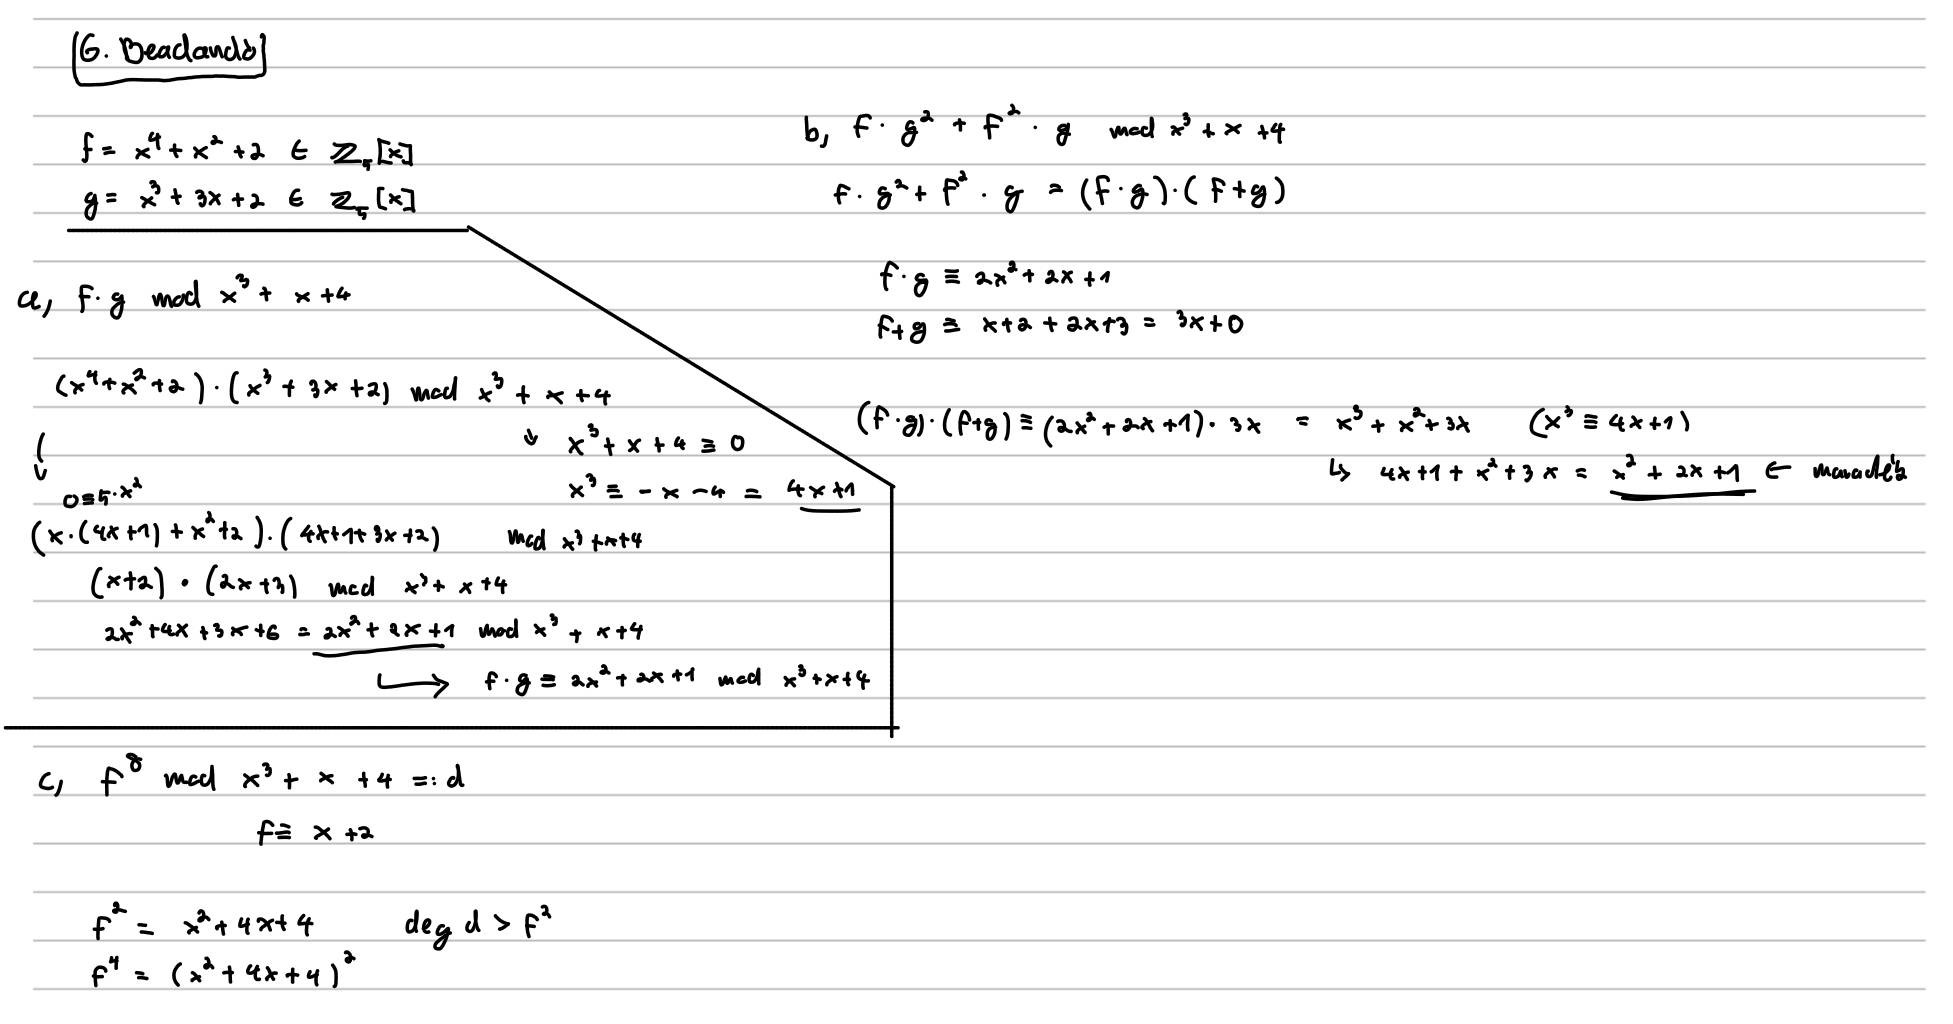 6. Beadandó
f = x⁴ + x² + 2 ∈ ℤ₅[x]
g = x³ + 3x + 2 ∈ ℤ₅[x]
a, f · g mod x³ + x + 4
(x⁴ + x² + 2) · (x³ + 3x + 2) mod x³ + x + 4
↓ x³ + x + 4 ≡ 0
x³ ≡ - x - 4 = 4x+1
0≡5·x²
(x·(4x+1) + x²+2) · (4x+1+3x+2) mod x³+x+4
(x+2) · (2x+3) mod x³ + x + 4
2x² + 4x + 3x + 6 = 2x² + 2x + 1 mod x³ + x+4
↳ f · g ≡ 2x² + 2x + 1 mod x³+x+4
b, f · g² + f² · g mod x³ + x + 4
f · g² + f² · g = (f · g) · (f+g)
f · g ≡ 2x² + 2x + 1
f+g ≡ x+2 + 2x+3 = 3x+0
(f·g)·(f+g) ≡ (2x² + 2x + 1) · 3x = x³ + x² + 3x (x³ ≡ 4x+1)
↳ 4x+1 + x² + 3x = x² + 2x + 1 ← maradék
c, f⁸ mod x³ + x + 4 =: d
f ≡ x + 2
f² = x² + 4x + 4 deg d > f²
f⁴ = (x² + 4x + 4)²